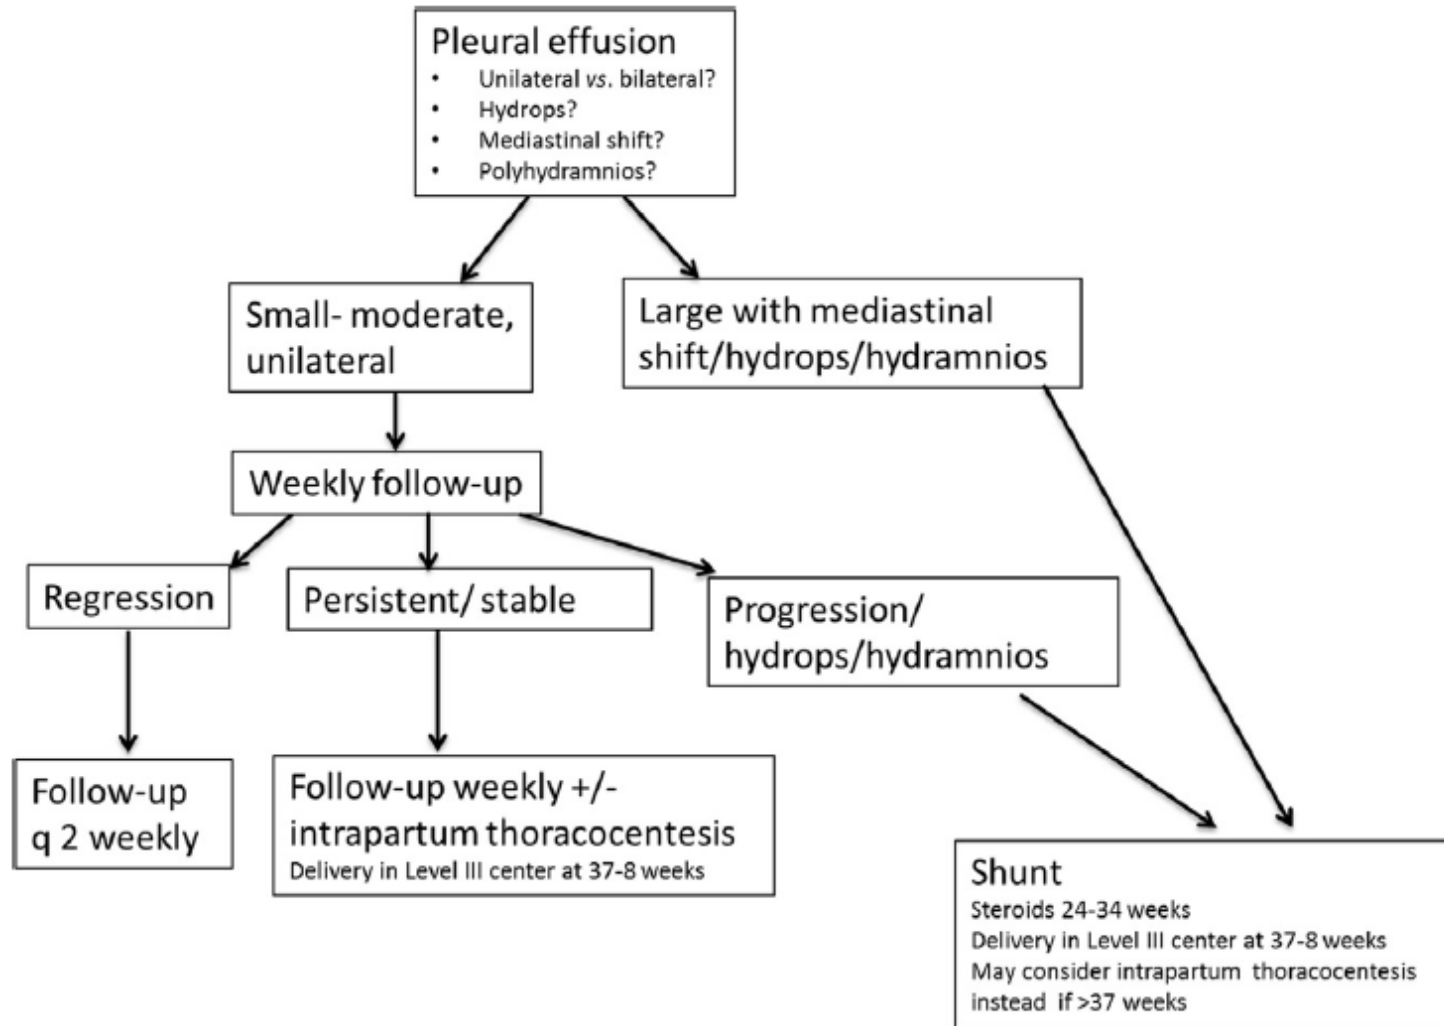 Pleural effusion
• Unilateral vs. bilateral?
• Hydrops?
• Mediastinal shift?
• Polyhydramnios?
Small- moderate,
unilateral
Large with mediastinal
shift/hydrops/hydramnios
Weekly follow-up
Regression
Persistent/ stable
Progression/
hydrops/hydramnios
Follow-up
q 2 weekly
Follow-up weekly +/-
intrapartum thoracocentesis
Delivery in Level III center at 37-8 weeks
Shunt
Steroids 24-34 weeks
Delivery in Level III center at 37-8 weeks
May consider intrapartum thoracocentesis
instead if >37 weeks